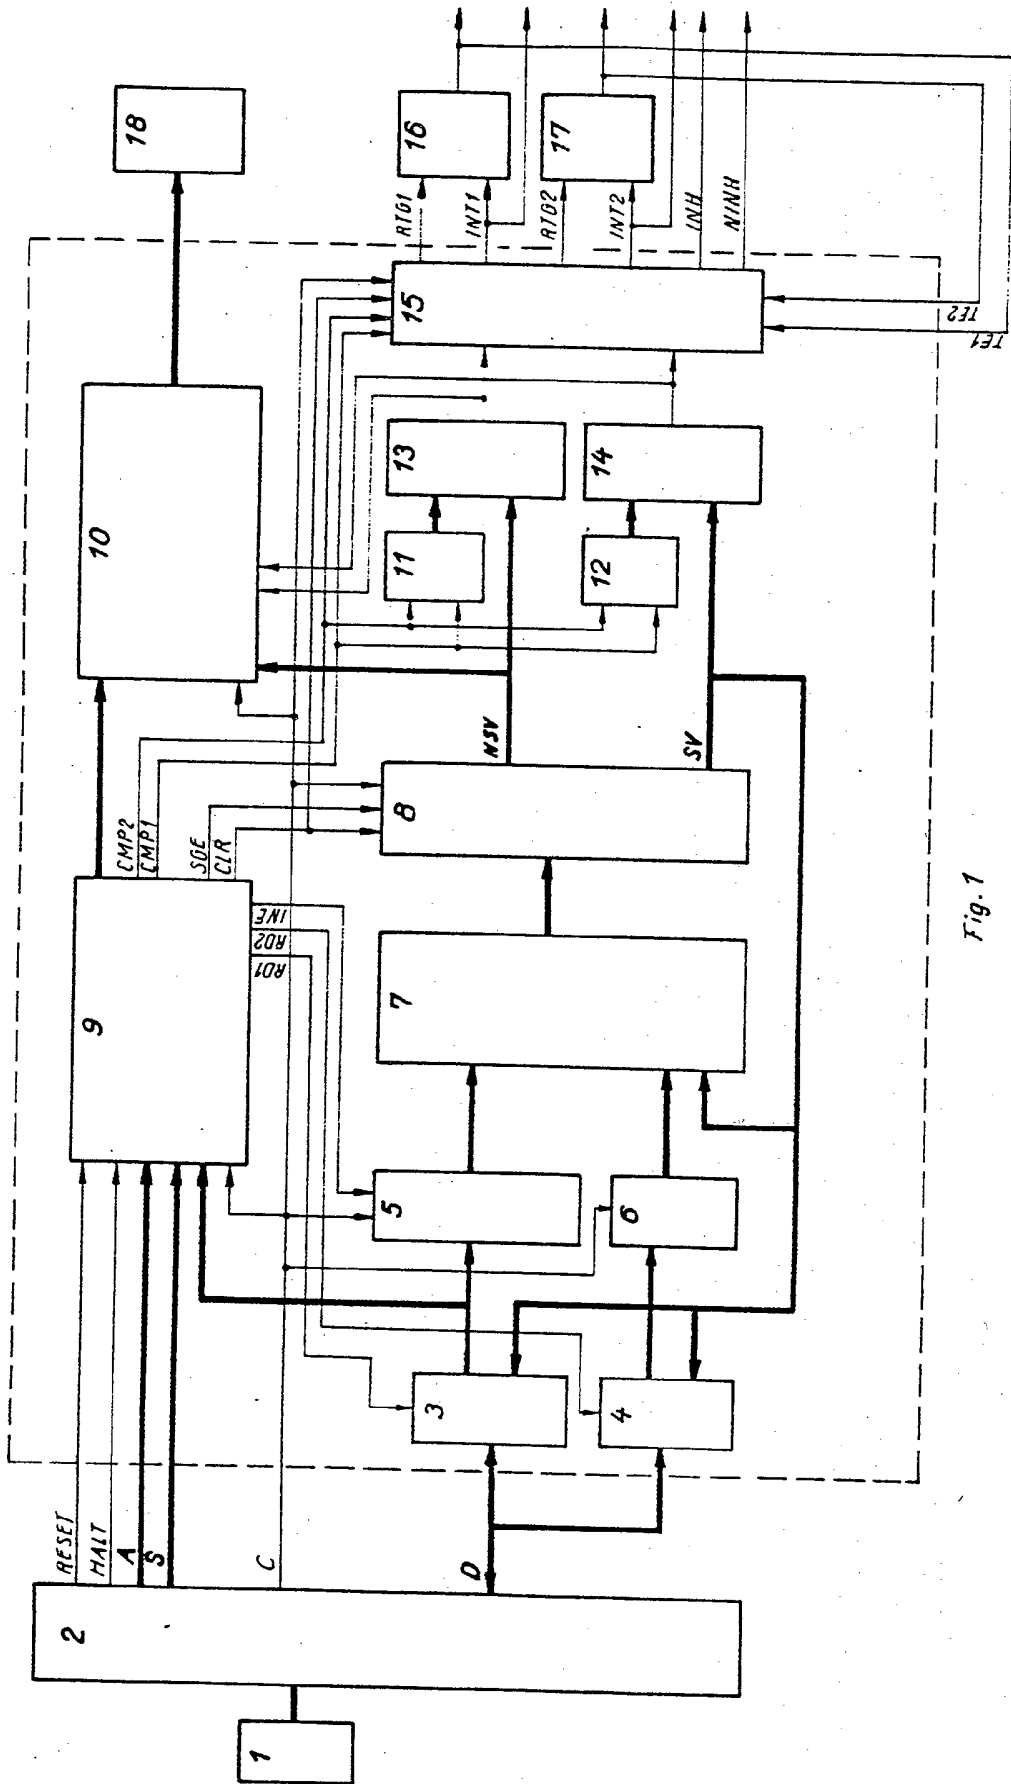 1
2
RESET
HALT
A
S
C
D
3
4
5
6
7
8
9
RD1
RD2
INE
CMP2
CMP1
SOE
CLR
NSV
SV
10
11
12
13
14
15
16
17
18
RTG1
INT1
RTG2
INT2
INH
NINH
TE2
TE1
Fig. 1